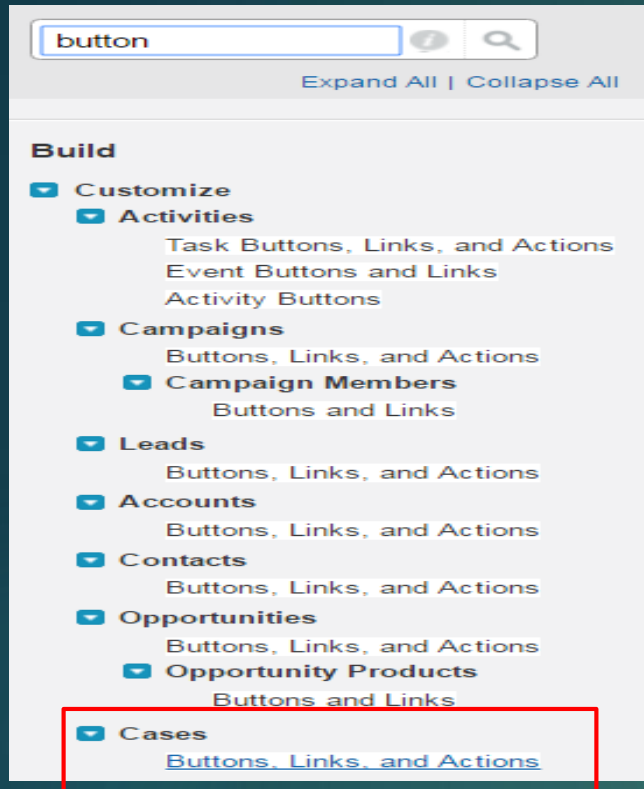 button
Expand All | Collapse All
Build
Customize
Activities
Task Buttons, Links, and Actions
Event Buttons and Links
Activity Buttons
Campaigns
Buttons, Links, and Actions
Campaign Members
Buttons and Links
Leads
Buttons, Links, and Actions
Accounts
Buttons, Links, and Actions
Contacts
Buttons, Links, and Actions
Opportunities
Buttons, Links, and Actions
Opportunity Products
Buttons and Links
Cases
Buttons, Links, and Actions